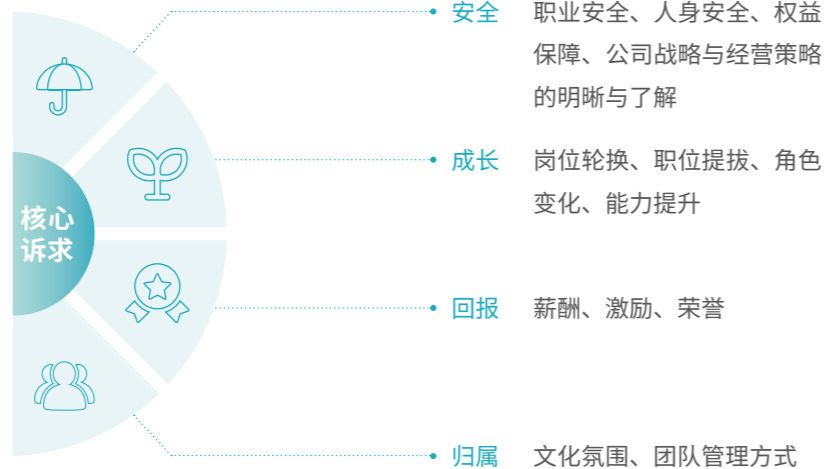 核心
诉求
安全 职业安全、人身安全、权益
保障、公司战略与经营策略
的明晰与了解
成长 岗位轮换、职位提拔、角色
变化、能力提升
回报 薪酬、激励、荣誉
归属 文化氛围、团队管理方式